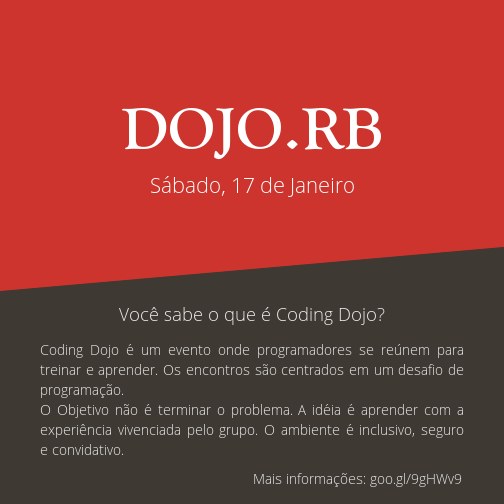 DOJO.RB
Sábado, 17 de Janeiro
Você sabe o que é Coding Dojo?
Coding Dojo é um evento onde programadores se reúnem para
treinar e aprender. Os encontros são centrados em um desafio de
programação.
O Objetivo não é terminar o problema. A idéia é aprender com a
experiência vivenciada pelo grupo. O ambiente é inclusivo, seguro
e convidativo.
Mais informações: goo.gl/9gHWv9